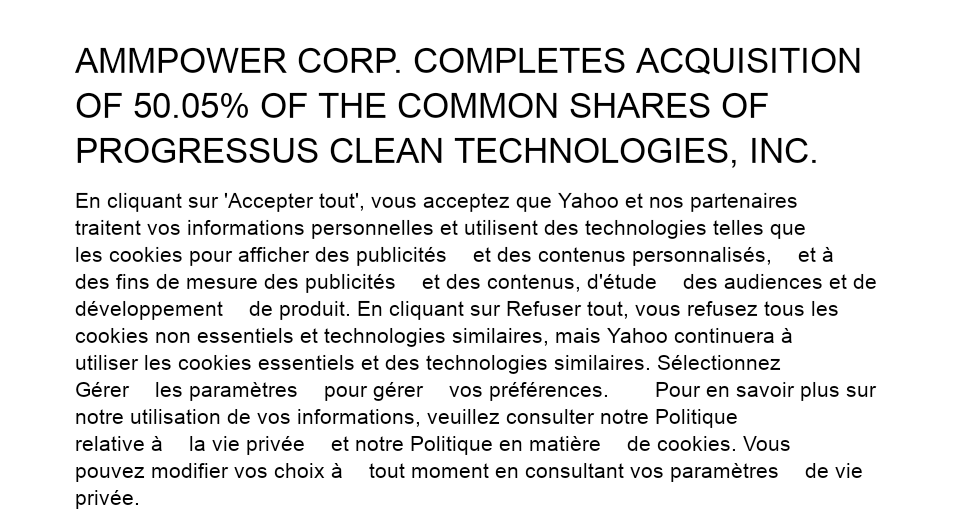 AMMPOWER CORP. COMPLETES ACQUISITION
OF 50.05% OF THE COMMON SHARES OF
PROGRESSUS CLEAN TECHNOLOGIES, INC.
En cliquant sur 'Accepter tout', vous acceptez que Yahoo et nos partenaires
traitent vos informations personnelles et utilisent des technologies telles que
les cookies pour afficher des publicités et des contenus personnalisés, et à
des fins de mesure des publicités et des contenus, d'étude des audiences et de
développement de produit. En cliquant sur Refuser tout, vous refusez tous les
cookies non essentiels et technologies similaires, mais Yahoo continuera à
utiliser les cookies essentiels et des technologies similaires. Sélectionnez
Gérer les paramètres pour gérer vos préférences. Pour en savoir plus sur
notre utilisation de vos informations, veuillez consulter notre Politique
relative à la vie privée et notre Politique en matière de cookies. Vous
pouvez modifier vos choix à tout moment en consultant vos paramètres de vie
privée.